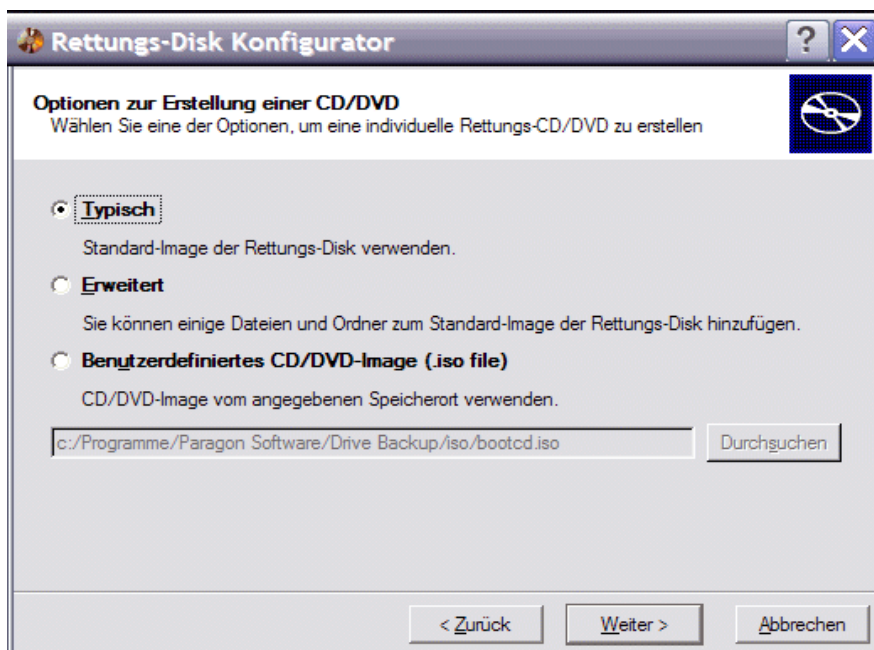 Rettungs-Disk Konfigurator
Optionen zur Erstellung einer CD/DVD
Wählen Sie eine der Optionen, um eine individuelle Rettungs-CD/DVD zu erstellen
Typisch
Standard-Image der Rettungs-Disk verwenden.
Erweitert
Sie können einige Dateien und Ordner zum Standard-Image der Rettungs-Disk hinzufügen.
Benutzerdefiniertes CD/DVD-Image (.iso file)
CD/DVD-Image vom angegebenen Speicherort verwenden.
c:/Programme/Paragon Software/Drive Backup/iso/bootcd.iso
Durchsuchen
< Zurück
Weiter >
Abbrechen